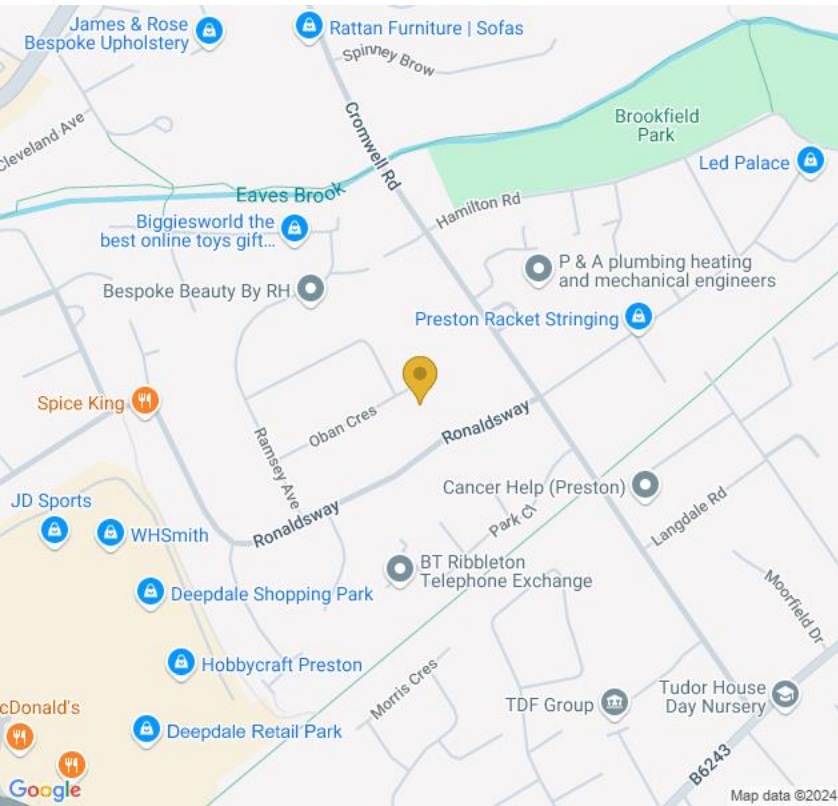 James & Rose
Bespoke Upholstery
Rattan Furniture | Sofas
Spinney Brow
Cleveland Ave
Cromwell Rd
Brookfield
Park
Led Palace
Eaves Brook
Hamilton Rd
Biggiesworld the
best online toys gift...
P & A plumbing heating
and mechanical engineers
Bespoke Beauty By RH
Preston Racket Stringing
Spice King
Oban Cres
Ronaldsway
Ramsey Ave
Cancer Help (Preston)
JD Sports
WHSmith
Ronaldsway
Park Cl
Langdale Rd
BT Ribbleton
Telephone Exchange
Deepdale Shopping Park
Moorfield Dr
Hobbycraft Preston
Morris Cres
cDonald's
TDF Group
Tudor House
Day Nursery
Deepdale Retail Park
B6243
Google
Map data ©2024